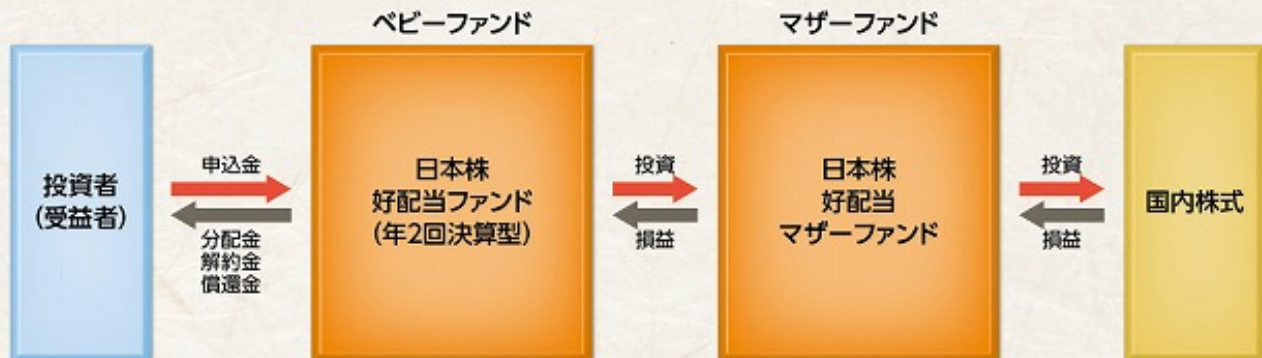 ベビーファンド
マザーファンド
投資者
(受益者)
申込金
分配金
解約金
償還金
日本株
好配当ファンド
(年2回決算型)
投資
損益
日本株
好配当
マザーファンド
投資
損益
国内株式